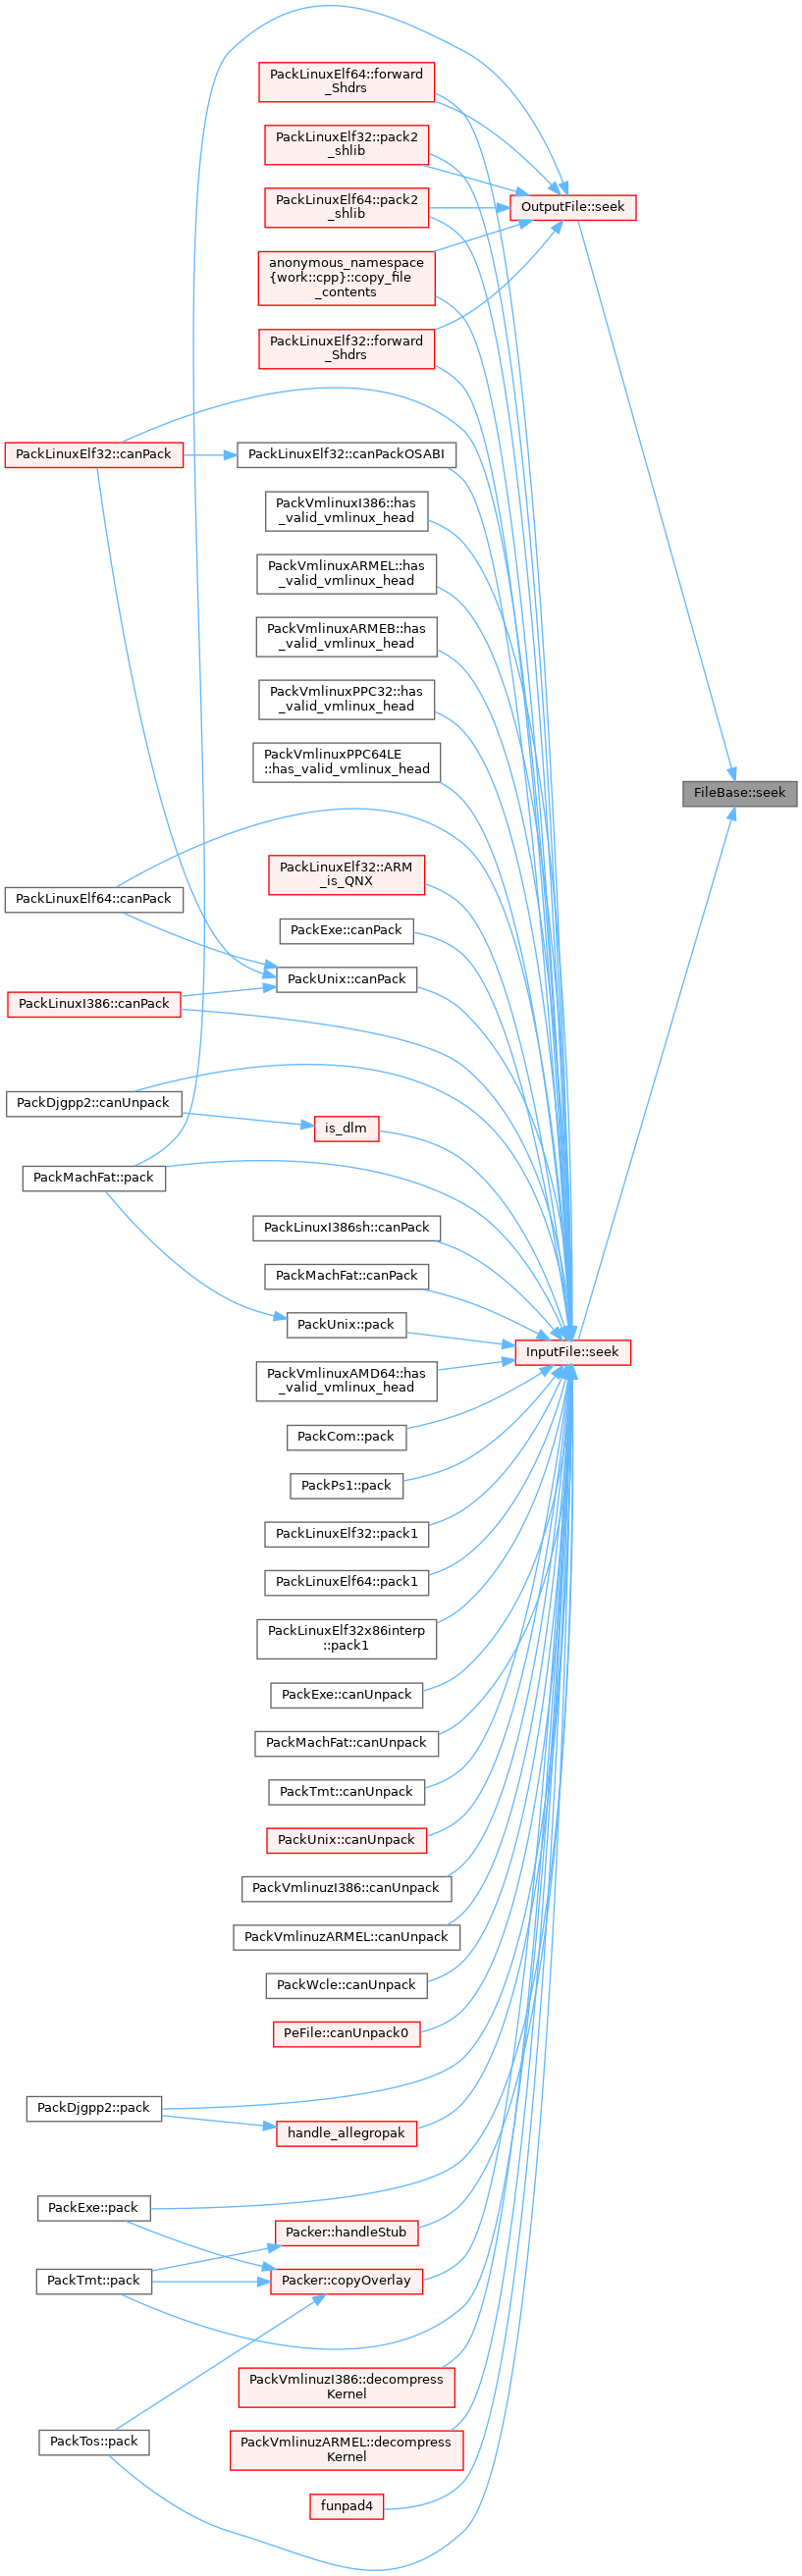 PackLinuxElf64::forward
_Shdrs
PackLinuxElf32::pack2
_shlib
PackLinuxElf64::pack2
_shlib
OutputFile::seek
anonymous_namespace
{work::cpp}::copy_file
_contents
PackLinuxElf32::forward
_Shdrs
PackLinuxElf32::canPack
PackLinuxElf32::canPackOSABI
PackVmlinuxI386::has
_valid_vmlinux_head
PackVmlinuxARMEL::has
_valid_vmlinux_head
PackVmlinuxARMEB::has
_valid_vmlinux_head
PackVmlinuxPPC32::has
_valid_vmlinux_head
PackVmlinuxPPC64LE
::has_valid_vmlinux_head
FileBase::seek
PackLinuxElf32::ARM
_is_QNX
PackLinuxElf64::canPack
PackExe::canPack
PackUnix::canPack
PackLinuxI386::canPack
PackDjgpp2::canUnpack
is_dlm
PackMachFat::pack
PackLinuxI386sh::canPack
PackMachFat::canPack
PackUnix::pack
InputFile::seek
PackVmlinuxAMD64::has
_valid_vmlinux_head
PackCom::pack
PackPs1::pack
PackLinuxElf32::pack1
PackLinuxElf64::pack1
PackLinuxElf32x86interp
::pack1
PackExe::canUnpack
PackMachFat::canUnpack
PackTmt::canUnpack
PackUnix::canUnpack
PackVmlinuzI386::canUnpack
PackVmlinuzARMEL::canUnpack
PackWcle::canUnpack
PeFile::canUnpack0
PackDjgpp2::pack
handle_allegropak
PackExe::pack
Packer::handleStub
PackTmt::pack
Packer::copyOverlay
PackVmlinuzI386::decompress
Kernel
PackTos::pack
PackVmlinuzARMEL::decompress
Kernel
funpad4